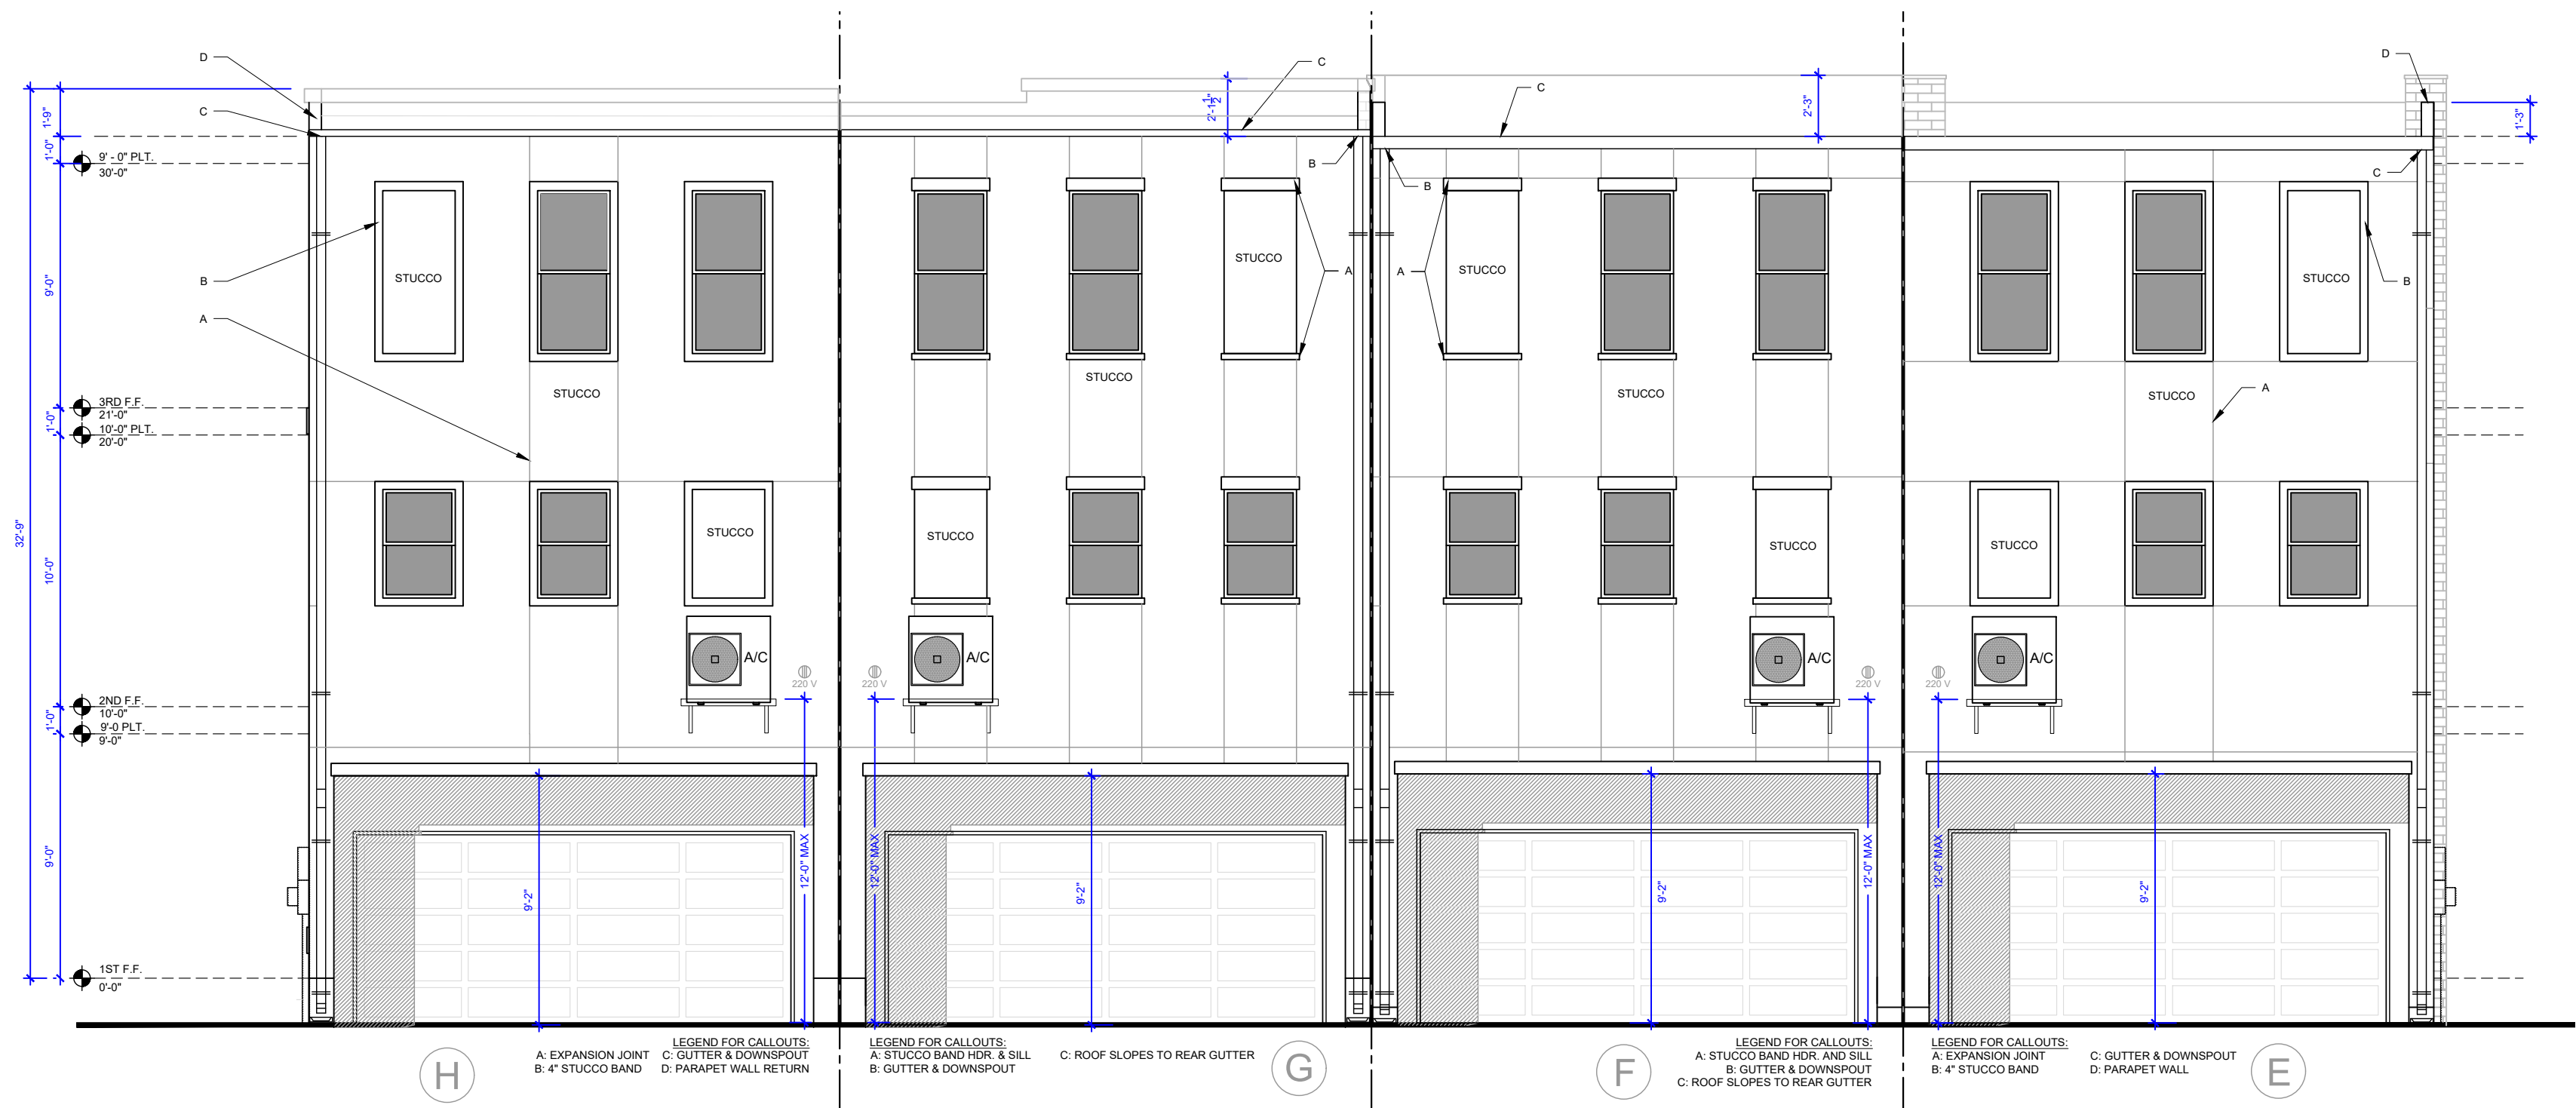 D
C
D
C
C
1'-9"
2'-1 1/2"
2'-3"
1'-3"
1'-0"
9' - 0" PLT.
30'-0"
B
B
C
STUCCO
STUCCO
A
A
STUCCO
STUCCO
B
B
9'-0"
A
STUCCO
STUCCO
STUCCO
STUCCO
A
3RD F.F.
21'-0"
1'-0"
10'-0" PLT.
20'-0"
32'-9"
STUCCO
STUCCO
STUCCO
STUCCO
10'-0"
A/C
A/C
A/C
A/C
220 V
220 V
220 V
220 V
2ND F.F.
10'-0"
1'-0"
9'-0 PLT.
9'-0"
9'-0"
9'-2"
12'-0" MAX
12'-0" MAX
9'-2"
9'-2"
12'-0" MAX
12'-0" MAX
9'-2"
1ST F.F.
0'-0"
H
LEGEND FOR CALLOUTS:
A: EXPANSION JOINT C: GUTTER & DOWNSPOUT
B: 4" STUCCO BAND D: PARAPET WALL RETURN
LEGEND FOR CALLOUTS:
A: STUCCO BAND HDR. & SILL C: ROOF SLOPES TO REAR GUTTER
B: GUTTER & DOWNSPOUT
G
F
LEGEND FOR CALLOUTS:
A: STUCCO BAND HDR. AND SILL
B: GUTTER & DOWNSPOUT
C: ROOF SLOPES TO REAR GUTTER
LEGEND FOR CALLOUTS:
A: EXPANSION JOINT C: GUTTER & DOWNSPOUT
B: 4" STUCCO BAND D: PARAPET WALL
E